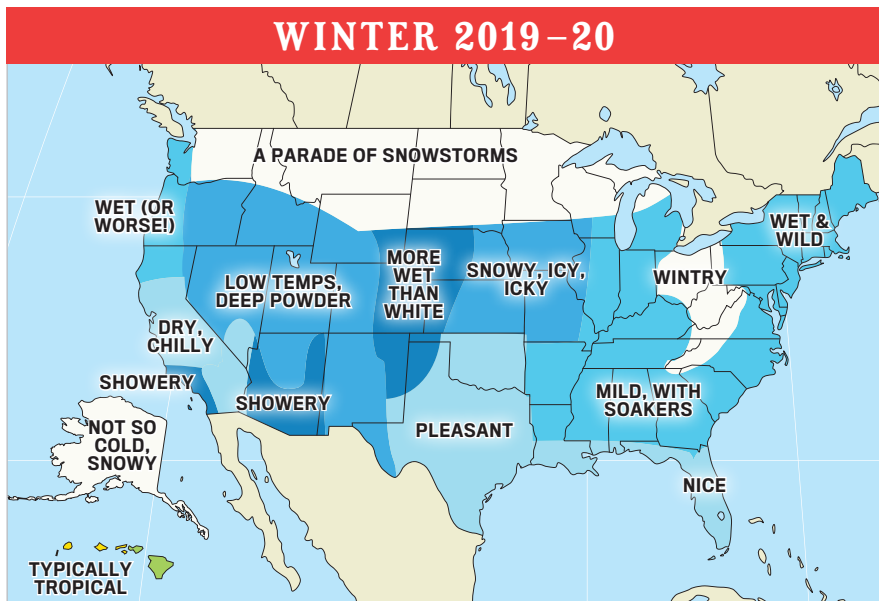 WINTER 2019–20
A PARADE OF SNOWSTORMS
WET (OR
WORSE!)
WET &
WILD
MORE
WET
THAN
WHITE
SNOWY, ICY,
ICKY
LOW TEMPS,
DEEP POWDER
WINTRY
DRY,
CHILLY
SHOWERY
SHOWERY
MILD, WITH
SOAKERS
PLEASANT
NOT SO
COLD,
SNOWY
NICE
TYPICALLY
TROPICAL